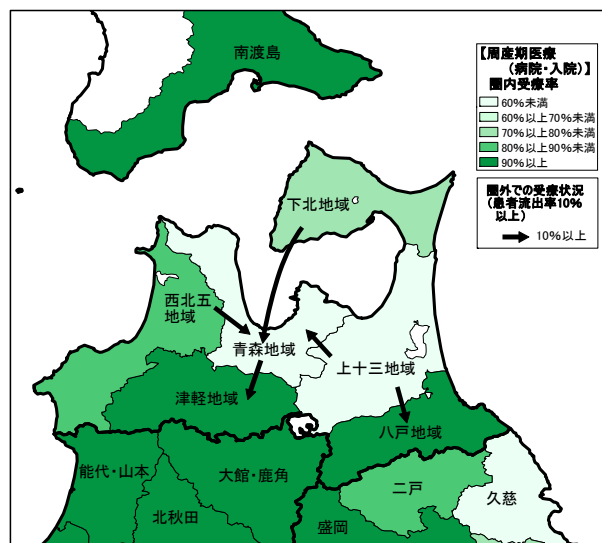 南渡島
【周産期医療
(病院・入院)】
圏内受療率
60%未満
60%以上70%未満
70%以上80%未満
80%以上90%未満
90%以上
圏外での受療状況
(患者流出率10%
以上)
10%以上
下北地域
西北五
地域
青森地域
上十三地域
津軽地域
八戸地域
能代・山本
大館・鹿角
二戸
久慈
北秋田
盛岡